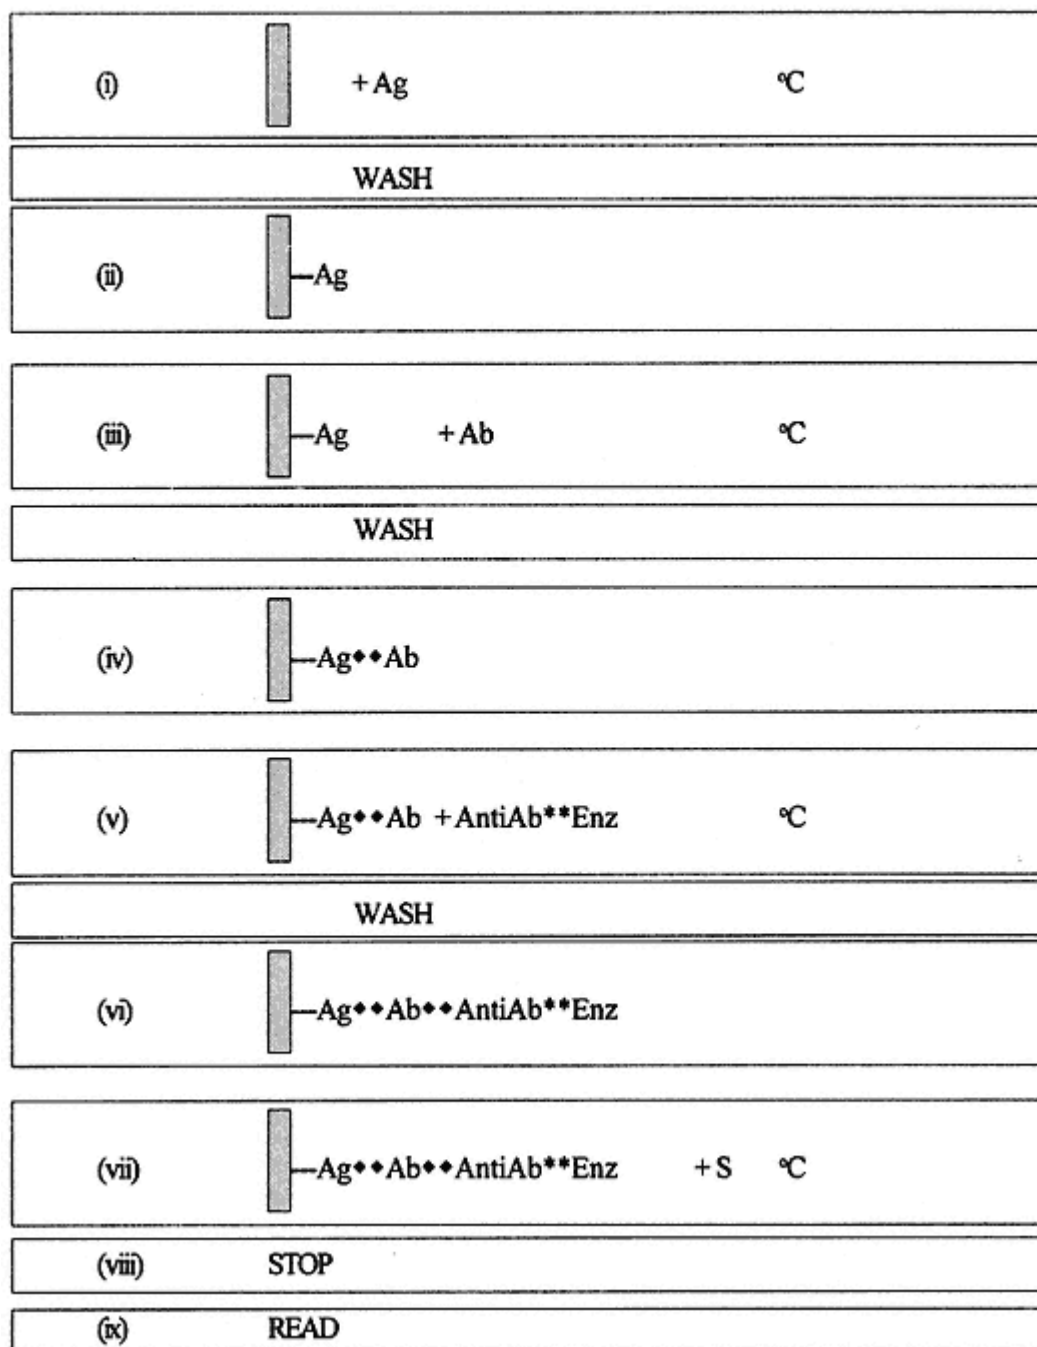 (i) + Ag °C
WASH
(ii) Ag
(iii) Ag + Ab °C
WASH
(iv) Ag◆◆Ab
(v) Ag◆◆Ab + AntiAb**Enz °C
WASH
(vi) Ag◆◆Ab◆◆AntiAb**Enz
(vii) Ag◆◆Ab◆◆AntiAb**Enz + S °C
(viii) STOP
(ix) READ